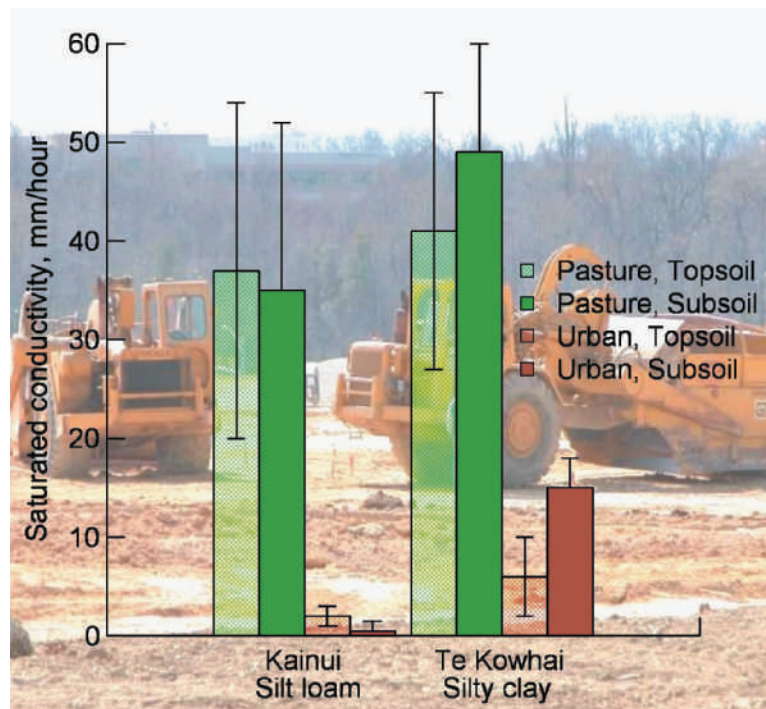 Saturated conductivity, mm/hour
60
50
40
30
20
10
0
Pasture, Topsoil
Pasture, Subsoil
Urban, Topsoil
Urban, Subsoil
Kainui
Silt loam
Te Kowhai
Silty clay